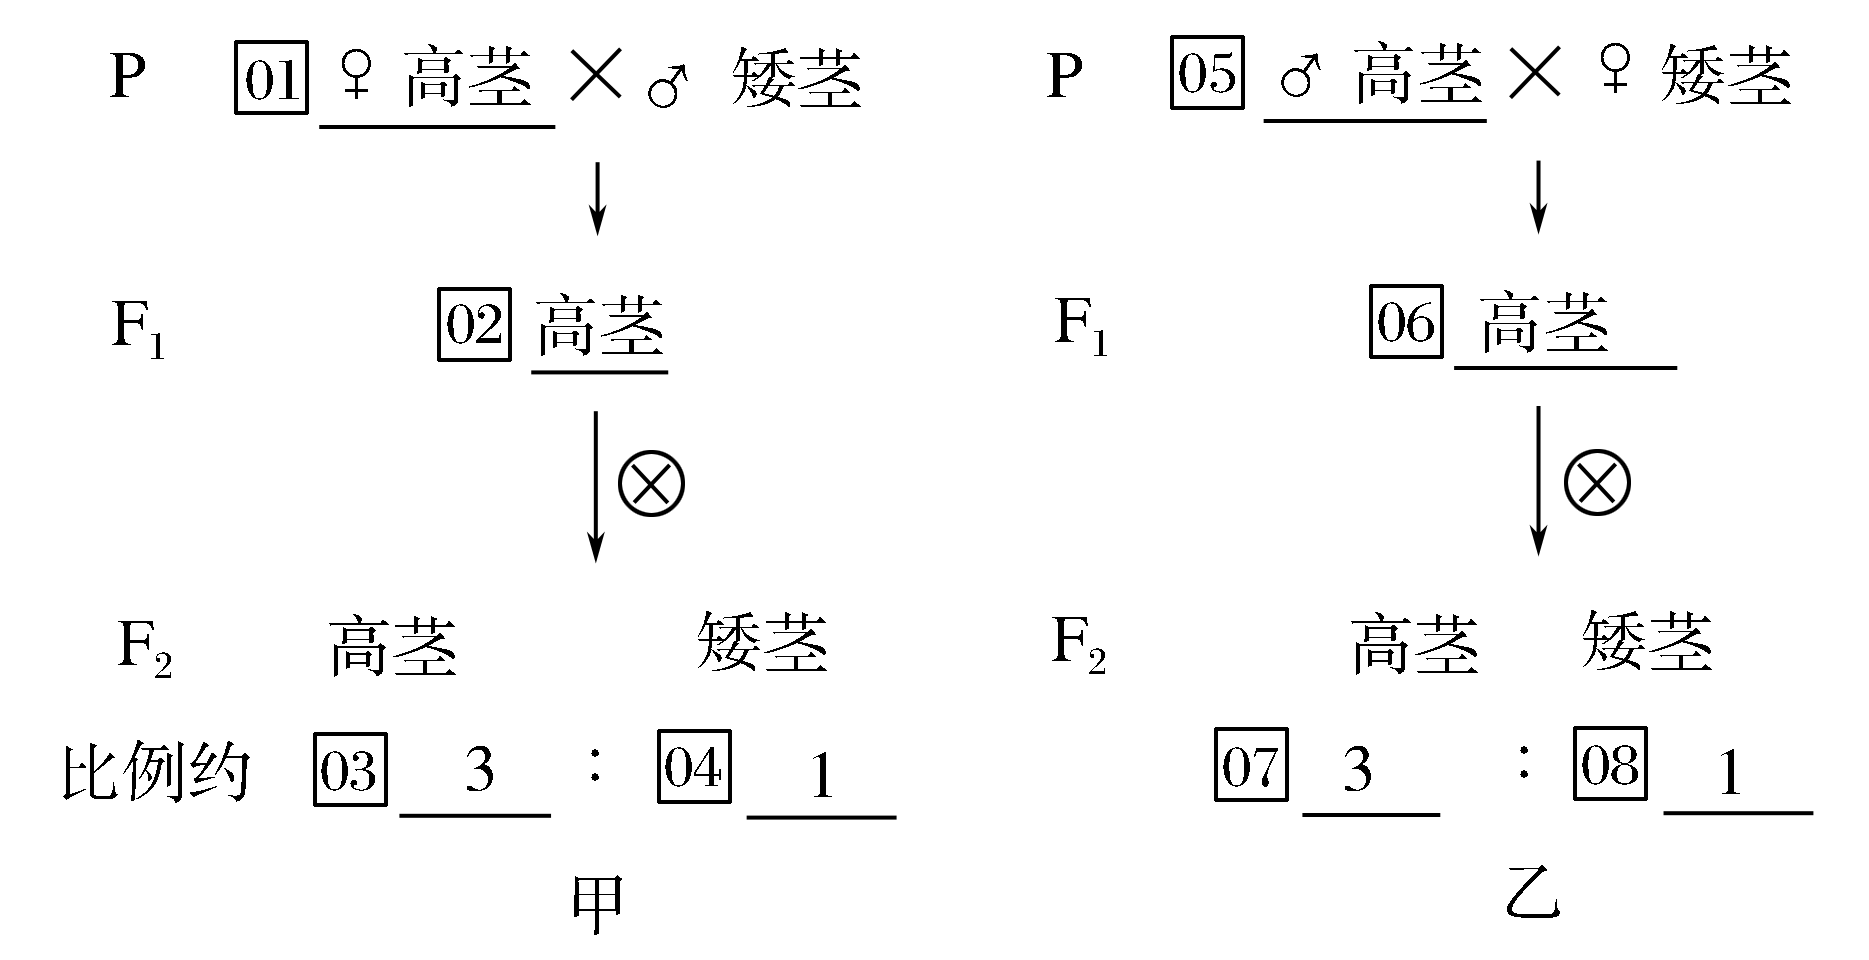 P 01 ♀ 高茎 × ♂ 矮茎
F₁ 02 高茎
⊗
F₂ 高茎 矮茎
比例约 03 3 : 04 1
甲
P 05 ♂ 高茎 × ♀ 矮茎
F₁ 06 高茎
⊗
F₂ 高茎 矮茎
07 3 : 08 1
乙